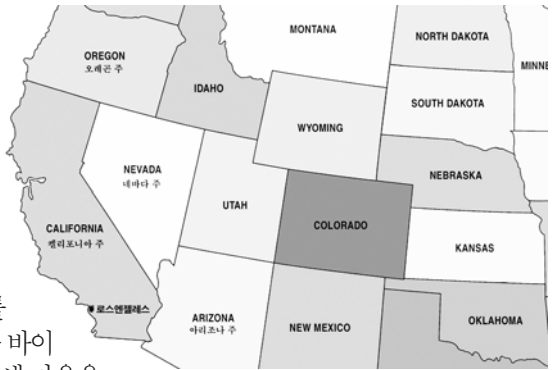 MONTANA
NORTH DAKOTA
OREGON
오레곤 주
IDAHO
SOUTH DAKOTA
WYOMING
NEVADA
네바다 주
NEBRASKA
UTAH
COLORADO
CALIFORNIA
켈리포니아 주
KANSAS
로스엔젤레스
ARIZONA
아리조나 주
NEW MEXICO
OKLAHOMA
바이